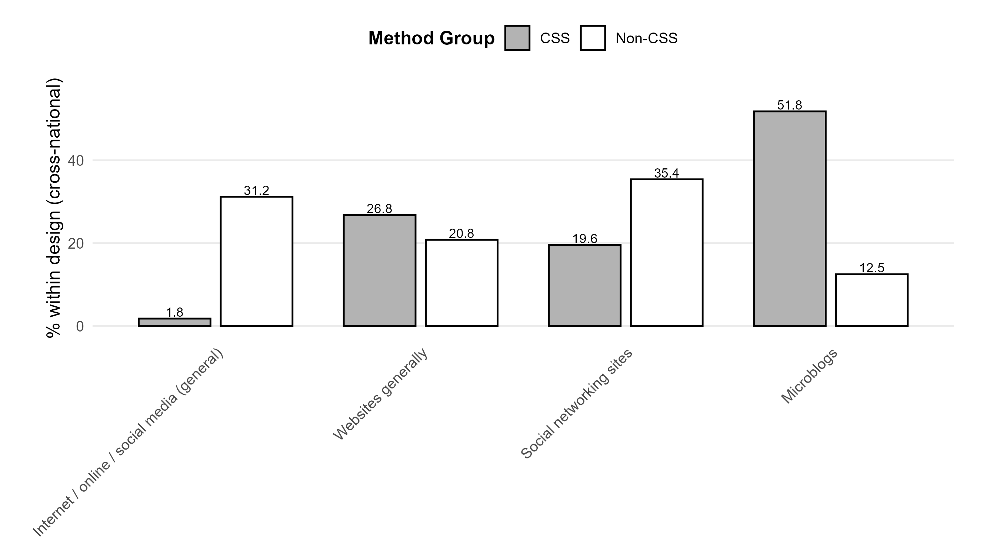 Method Group CSS Non-CSS
% within design (cross-national)
40
20
0
1.8
31.2
26.8
20.8
19.6
35.4
51.8
12.5
Internet / online / social media (general)
Websites generally
Social networking sites
Microblogs